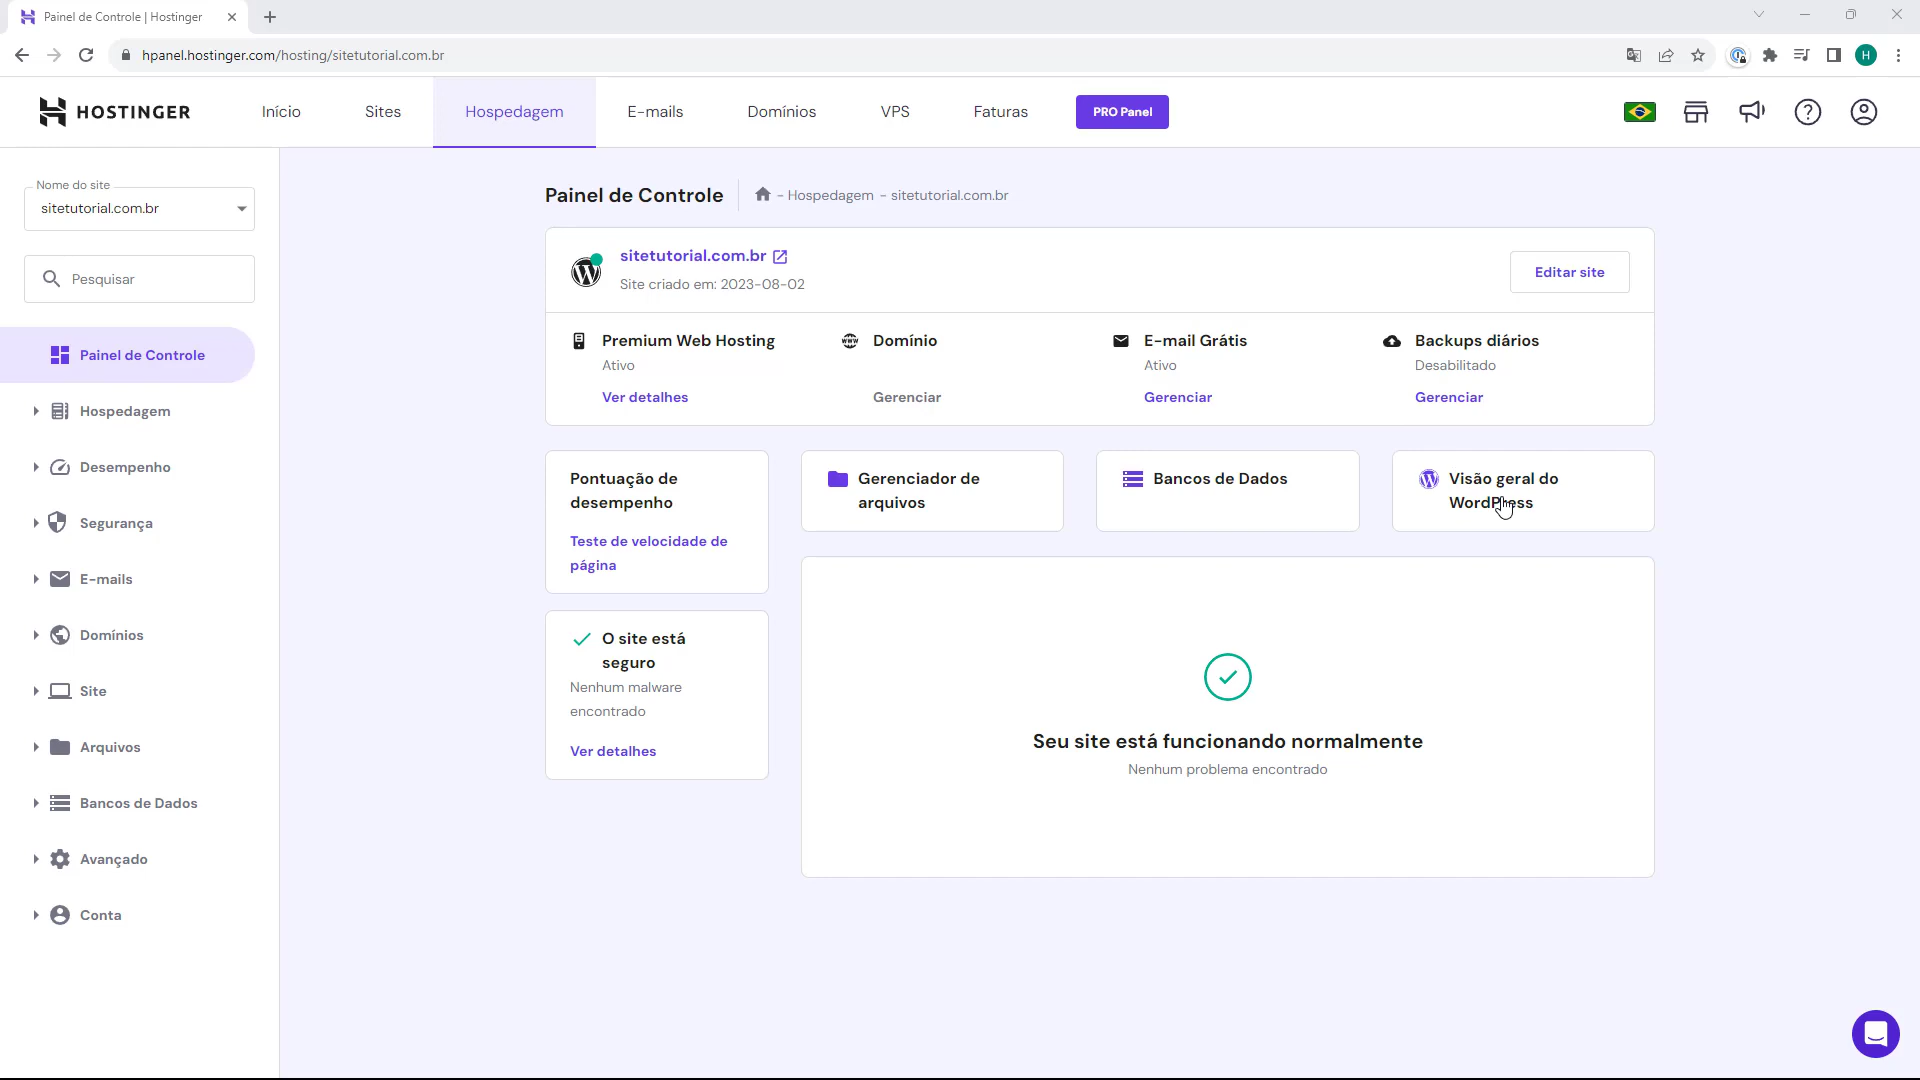 Painel de Controle | Hostinger
hpanel.hostinger.com/hosting/sitetutorial.com.br
H
HOSTINGER
Início
Sites
Hospedagem
E-mails
Domínios
VPS
Faturas
PRO Panel
Nome do site
sitetutorial.com.br
Pesquisar
Painel de Controle
Hospedagem
Desempenho
Segurança
E-mails
Domínios
Site
Arquivos
Bancos de Dados
Avançado
Conta
Painel de Controle
- Hospedagem - sitetutorial.com.br
sitetutorial.com.br
Site criado em: 2023-08-02
Editar site
Premium Web Hosting
Ativo
Ver detalhes
Domínio
Gerenciar
E-mail Grátis
Ativo
Gerenciar
Backups diários
Desabilitado
Gerenciar
Pontuação de
desempenho
Teste de velocidade de
página
Gerenciador de
arquivos
Bancos de Dados
Visão geral do
WordPress
O site está
seguro
Nenhum malware
encontrado
Ver detalhes
Seu site está funcionando normalmente
Nenhum problema encontrado